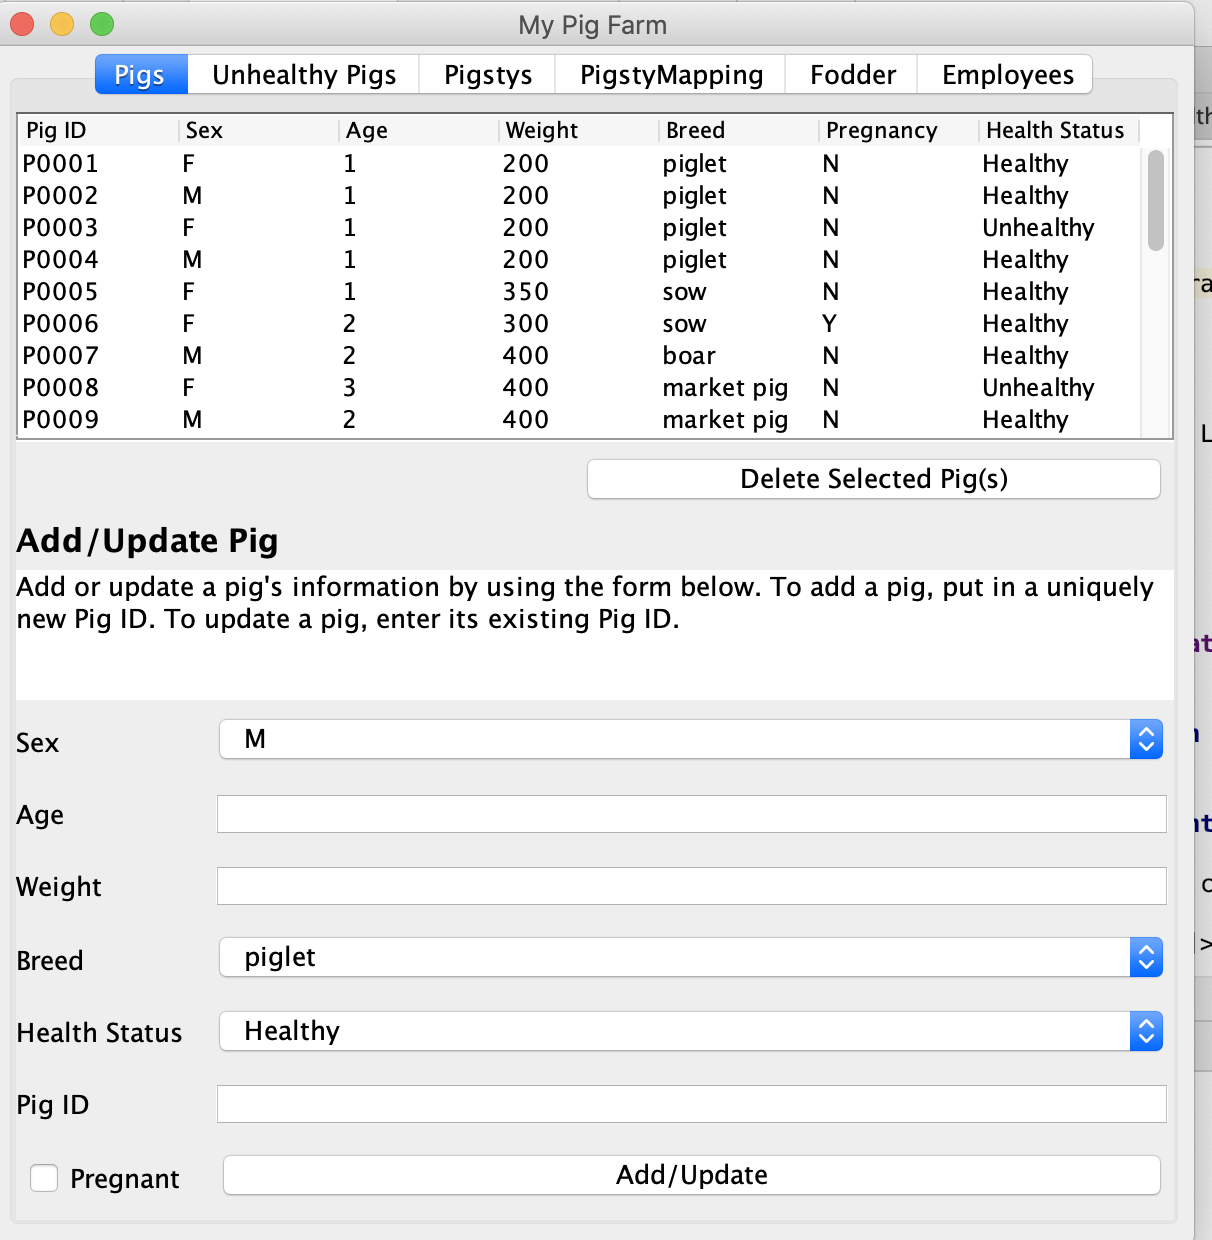 My Pig Farm
Pigs Unhealthy Pigs Pigstys PigstyMapping Fodder Employees
Pig ID Sex Age Weight Breed Pregnancy Health Status
P0001 F 1 200 piglet N Healthy
P0002 M 1 200 piglet N Healthy
P0003 F 1 200 piglet N Unhealthy
P0004 M 1 200 piglet N Healthy
P0005 F 1 350 sow N Healthy
P0006 F 2 300 sow Y Healthy
P0007 M 2 400 boar N Healthy
P0008 F 3 400 market pig N Unhealthy
P0009 M 2 400 market pig N Healthy
Delete Selected Pig(s)
Add/Update Pig
Add or update a pig's information by using the form below. To add a pig, put in a uniquely
new Pig ID. To update a pig, enter its existing Pig ID.
Sex M
Age
Weight
Breed piglet
Health Status Healthy
Pig ID
Pregnant Add/Update